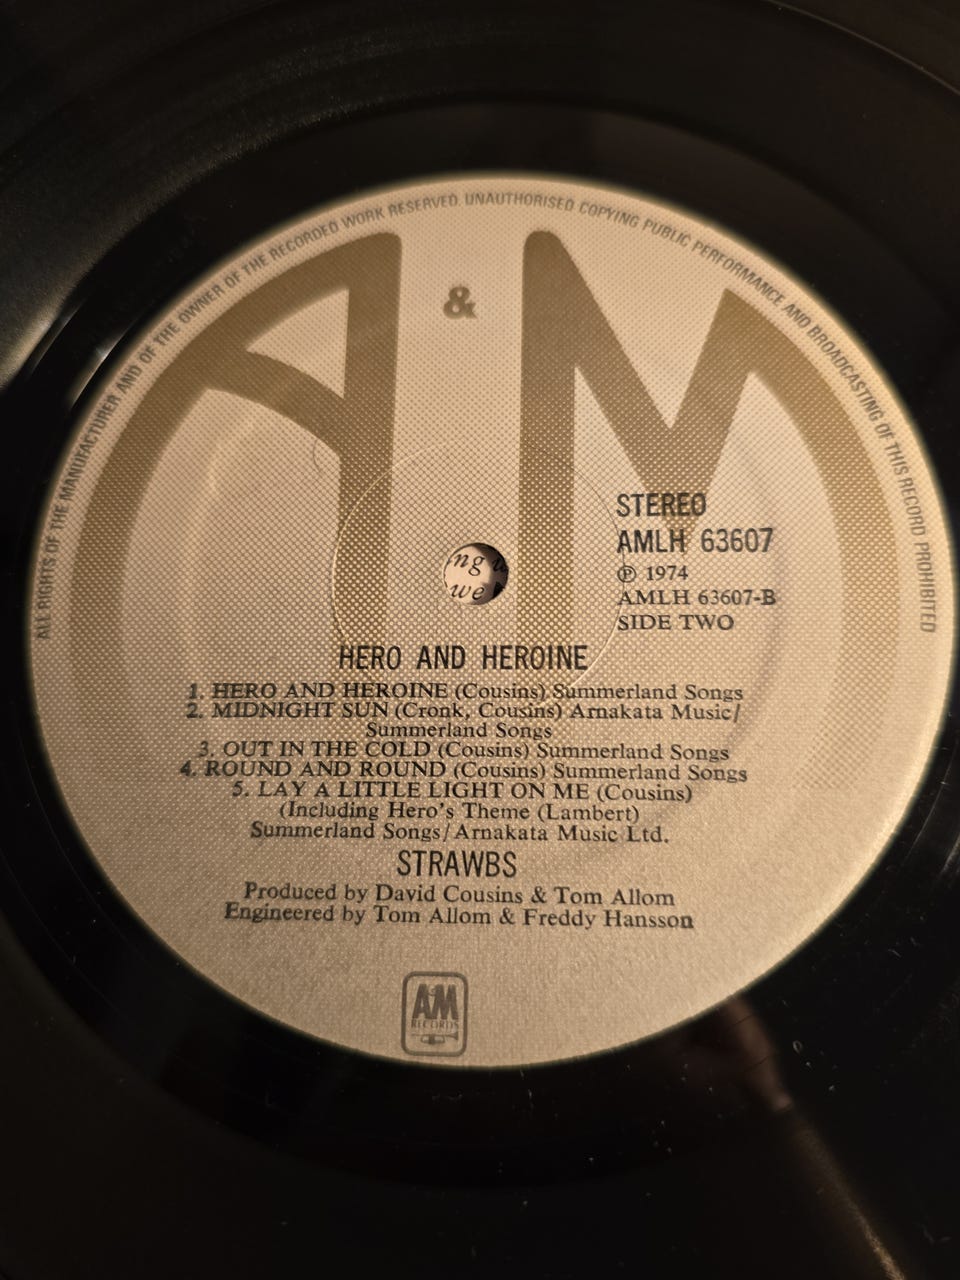 ALL RIGHTS OF THE MANUFACTURER AND OF THE OWNER OF THE RECORDED WORK RESERVED. UNAUTHORISED COPYING PUBLIC PERFORMANCE AND BROADCASTING OF THIS RECORD PROHIBITED
A & M
STEREO
AMLH 63607
℗ 1974
AMLH 63607-B
SIDE TWO
ng
we
HERO AND HEROINE
1. HERO AND HEROINE (Cousins) Summerland Songs
2. MIDNIGHT SUN (Cronk, Cousins) Arnakata Music/
Summerland Songs
3. OUT IN THE COLD (Cousins) Summerland Songs
4. ROUND AND ROUND (Cousins) Summerland Songs
5. LAY A LITTLE LIGHT ON ME (Cousins)
(Including Hero's Theme (Lambert)
Summerland Songs/Arnakata Music Ltd.
STRAWBS
Produced by David Cousins & Tom Allom
Engineered by Tom Allom & Freddy Hansson
AM
RECORDS